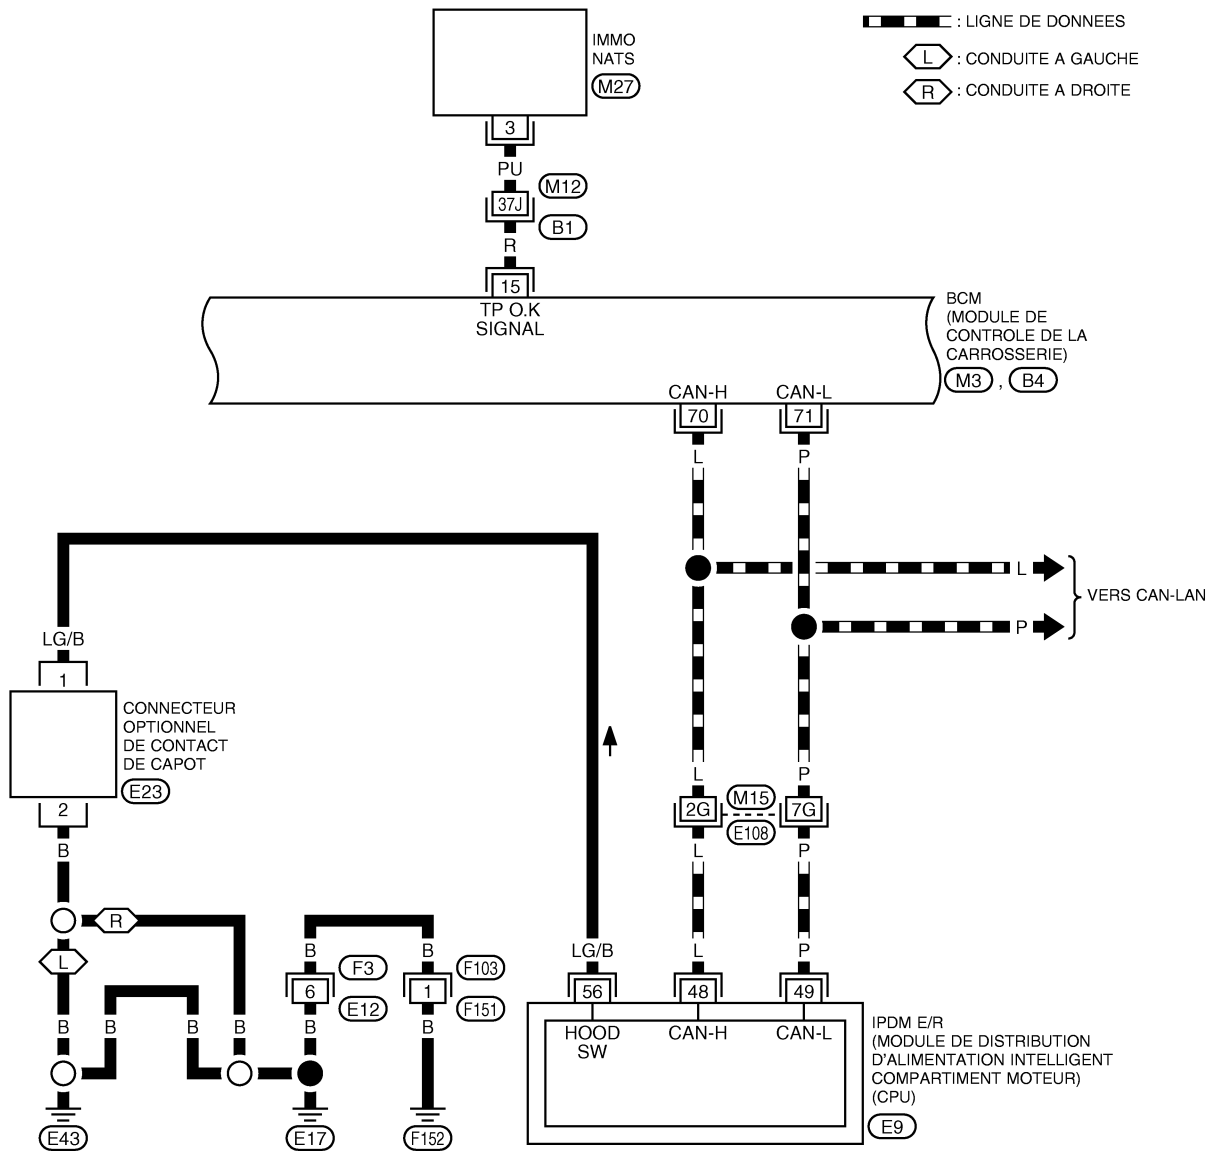 IMMO
NATS
M27
: LIGNE DE DONNEES
L : CONDUITE A GAUCHE
R : CONDUITE A DROITE
3
PU
M12
37J
B1
R
15
TP O.K
SIGNAL
BCM
(MODULE DE
CONTROLE DE LA
CARROSSERIE)
M3 , B4
CAN-H CAN-L
70 71
L P
L
VERS CAN-LAN
P
LG/B
1
CONNECTEUR
OPTIONNEL
DE CONTACT
DE CAPOT
E23
2
L P
2G M15 7G
E108
B
L P
R
L
B B
LG/B L P
F3 F103
6 1
E12 F151
56 48 49
B B B B B B
HOOD
SW
CAN-H CAN-L
IPDM E/R
(MODULE DE DISTRIBUTION
D'ALIMENTATION INTELLIGENT
COMPARTIMENT MOTEUR)
(CPU)
E9
E43 E17 F152